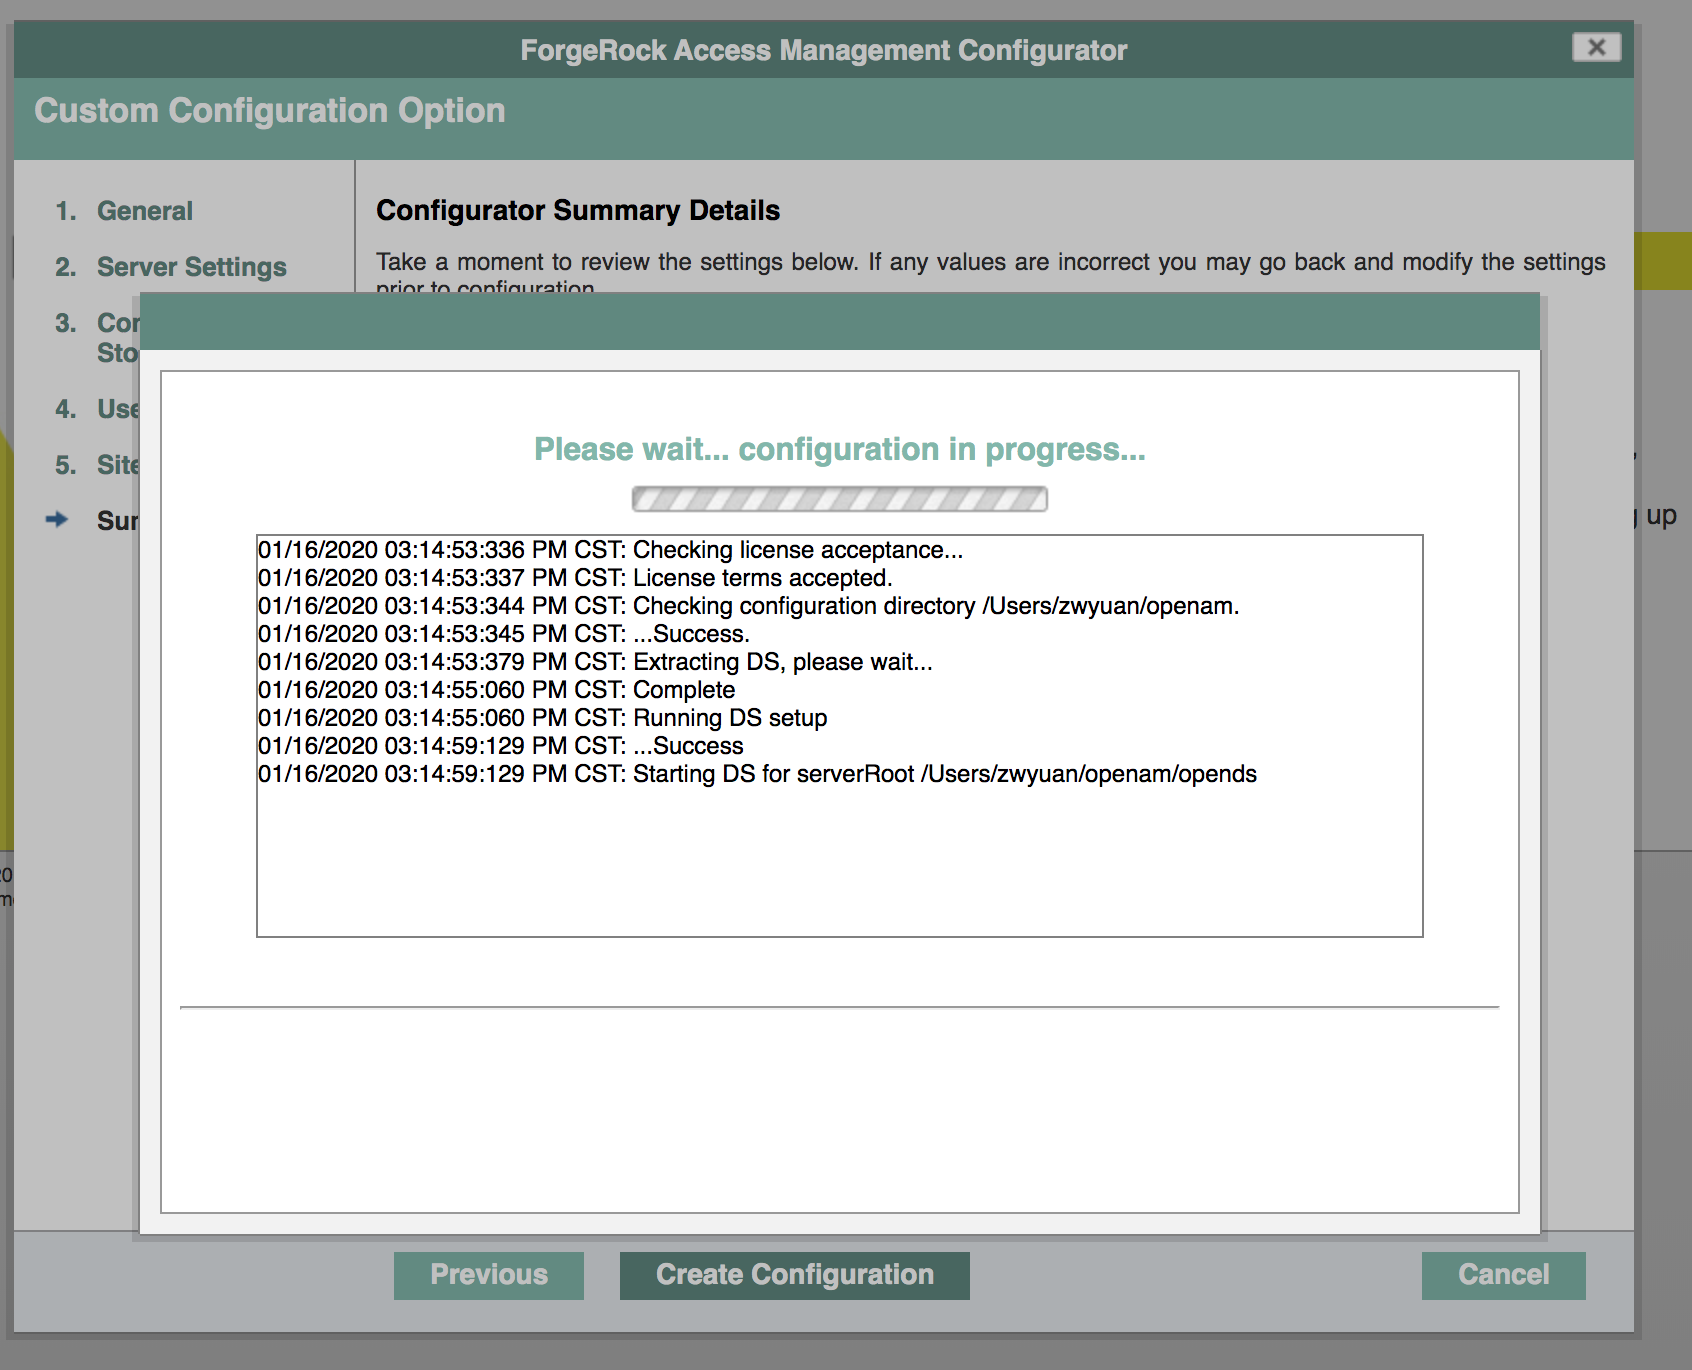 ForgeRock Access Management Configurator
Custom Configuration Option
1. General
2. Server Settings
3. Con
Sto
4. Use
5. Site
Sum
Configurator Summary Details
Take a moment to review the settings below. If any values are incorrect you may go back and modify the settings
prior to configuration.
Please wait... configuration in progress...
01/16/2020 03:14:53:336 PM CST: Checking license acceptance...
01/16/2020 03:14:53:337 PM CST: License terms accepted.
01/16/2020 03:14:53:344 PM CST: Checking configuration directory /Users/zwyuan/openam.
01/16/2020 03:14:53:345 PM CST: ...Success.
01/16/2020 03:14:53:379 PM CST: Extracting DS, please wait...
01/16/2020 03:14:55:060 PM CST: Complete
01/16/2020 03:14:55:060 PM CST: Running DS setup
01/16/2020 03:14:59:129 PM CST: ...Success
01/16/2020 03:14:59:129 PM CST: Starting DS for serverRoot /Users/zwyuan/openam/opends
up
Previous
Create Configuration
Cancel